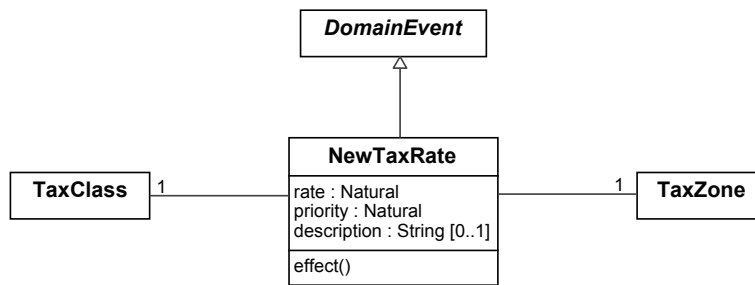 DomainEvent
NewTaxRate
TaxClass
1
rate : Natural
priority : Natural
description : String [0..1]
effect()
1
TaxZone